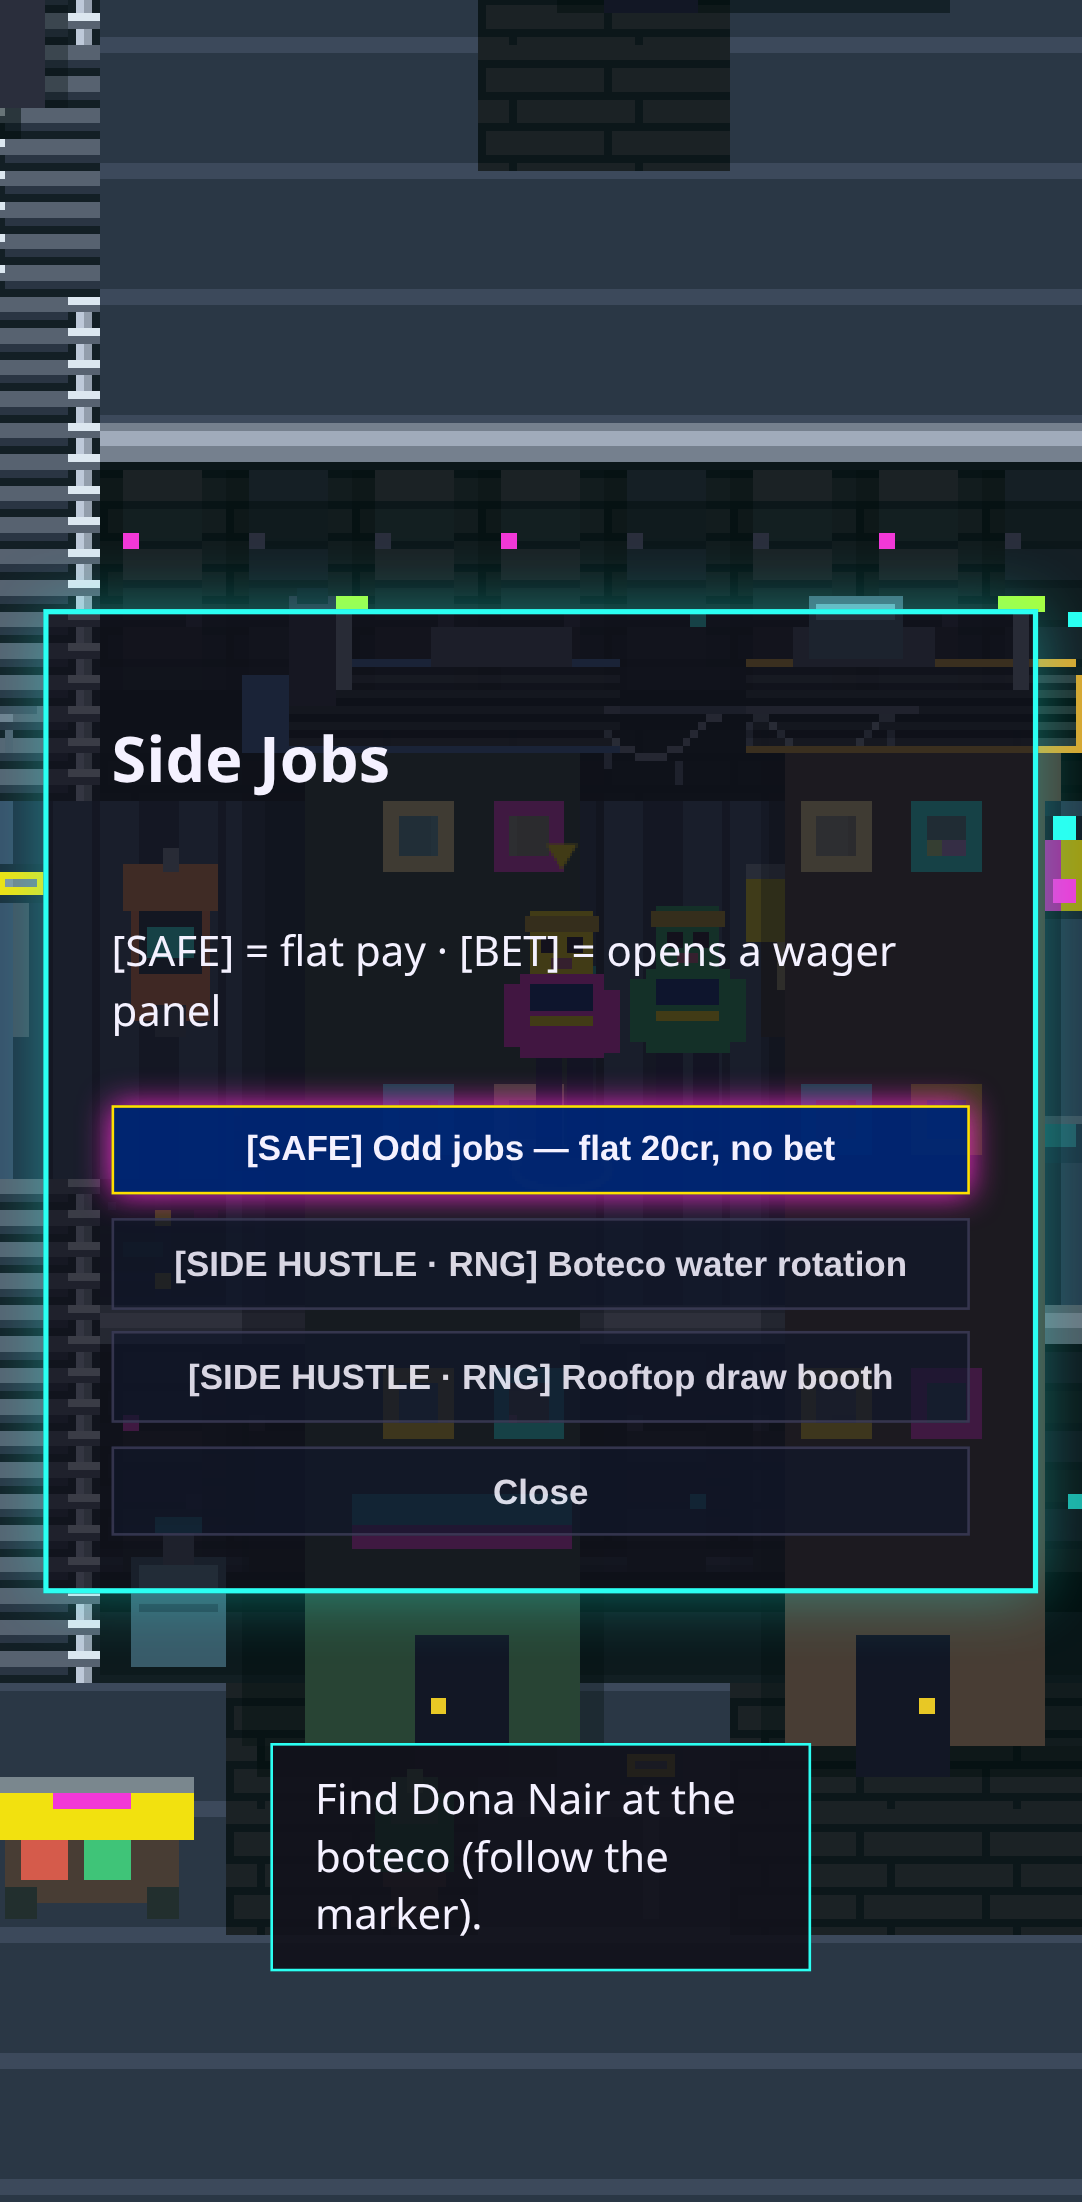 Side Jobs
[SAFE] = flat pay · [BET] = opens a wager
panel
[SAFE] Odd jobs — flat 20cr, no bet
[SIDE HUSTLE · RNG] Boteco water rotation
[SIDE HUSTLE · RNG] Rooftop draw booth
Close
Find Dona Nair at the
boteco (follow the
marker).